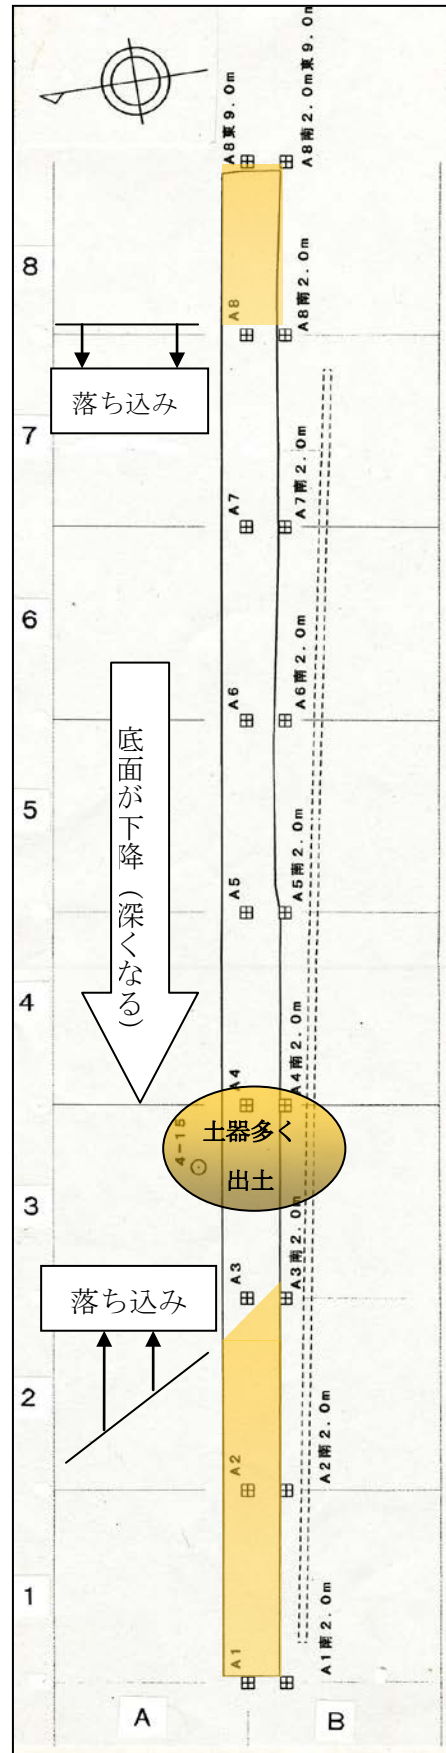 A8東9.0m
A8南2.0m東9.0m
8
A8
A8南2.0m
落ち込み
7
A7
A7南2.0m
6
A6
A6南2.0m
底面が下降（深くなる）
5
A5
A5南2.0m
4
A4
A4南2.0m
土器多く
出土
4-15
3
A3
A3南2.0m
落ち込み
2
A2
A2南2.0m
1
A1
A1南2.0m
A
B